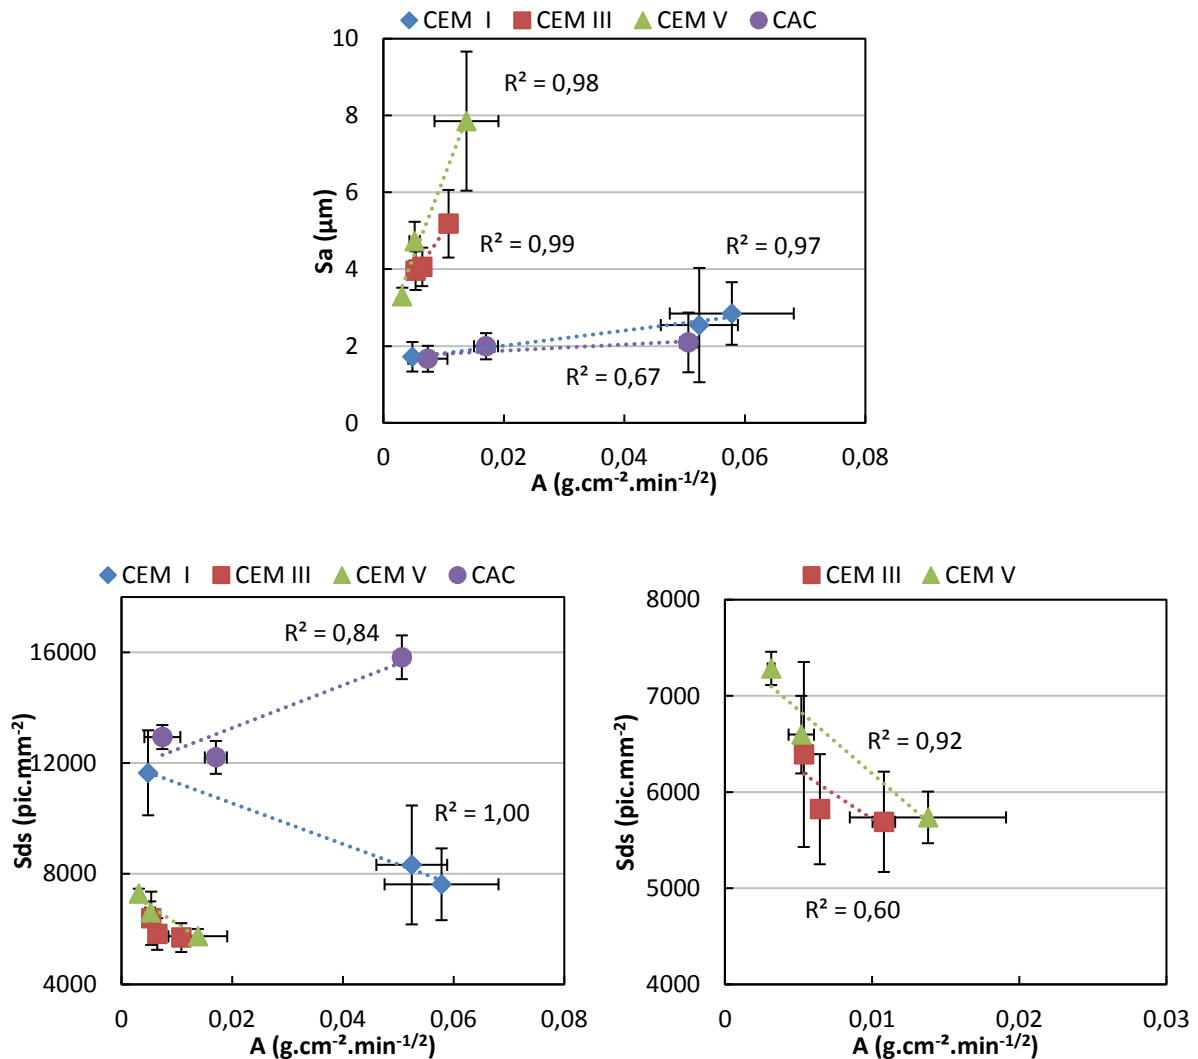 CEM I CEM III CEM V CAC
10
8
6
4
2
0
Sa (µm)
R² = 0,98
R² = 0,99
R² = 0,97
R² = 0,67
0 0,02 0,04 0,06 0,08
A (g.cm⁻².min⁻¹/²)
CEM I CEM III CEM V CAC
16000
12000
8000
4000
Sds (pic.mm⁻²)
R² = 0,84
R² = 1,00
0 0,02 0,04 0,06 0,08
A (g.cm⁻².min⁻¹/²)
CEM III CEM V
8000
7000
6000
5000
4000
Sds (pic.mm⁻²)
R² = 0,92
R² = 0,60
0 0,01 0,02 0,03
A (g.cm⁻².min⁻¹/²)